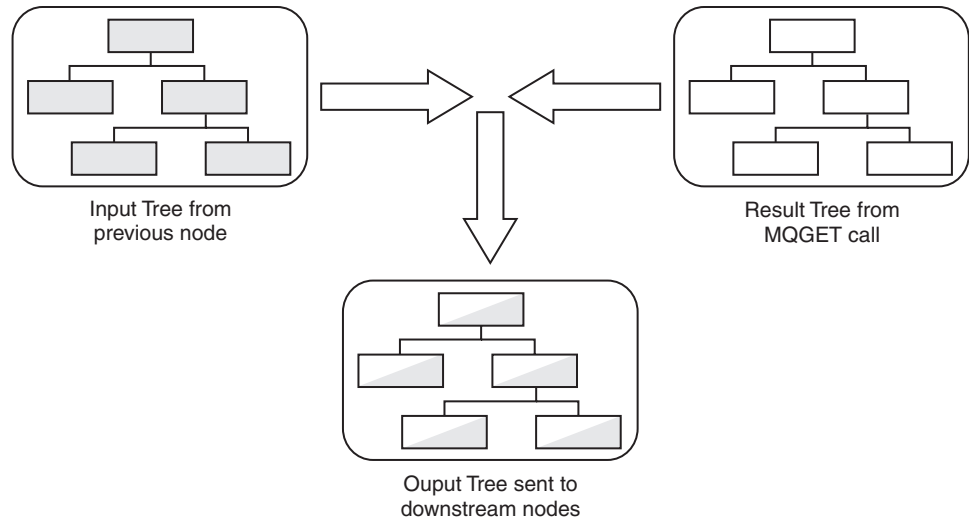 Input Tree from
previous node
Result Tree from
MQGET call
Ouput Tree sent to
downstream nodes